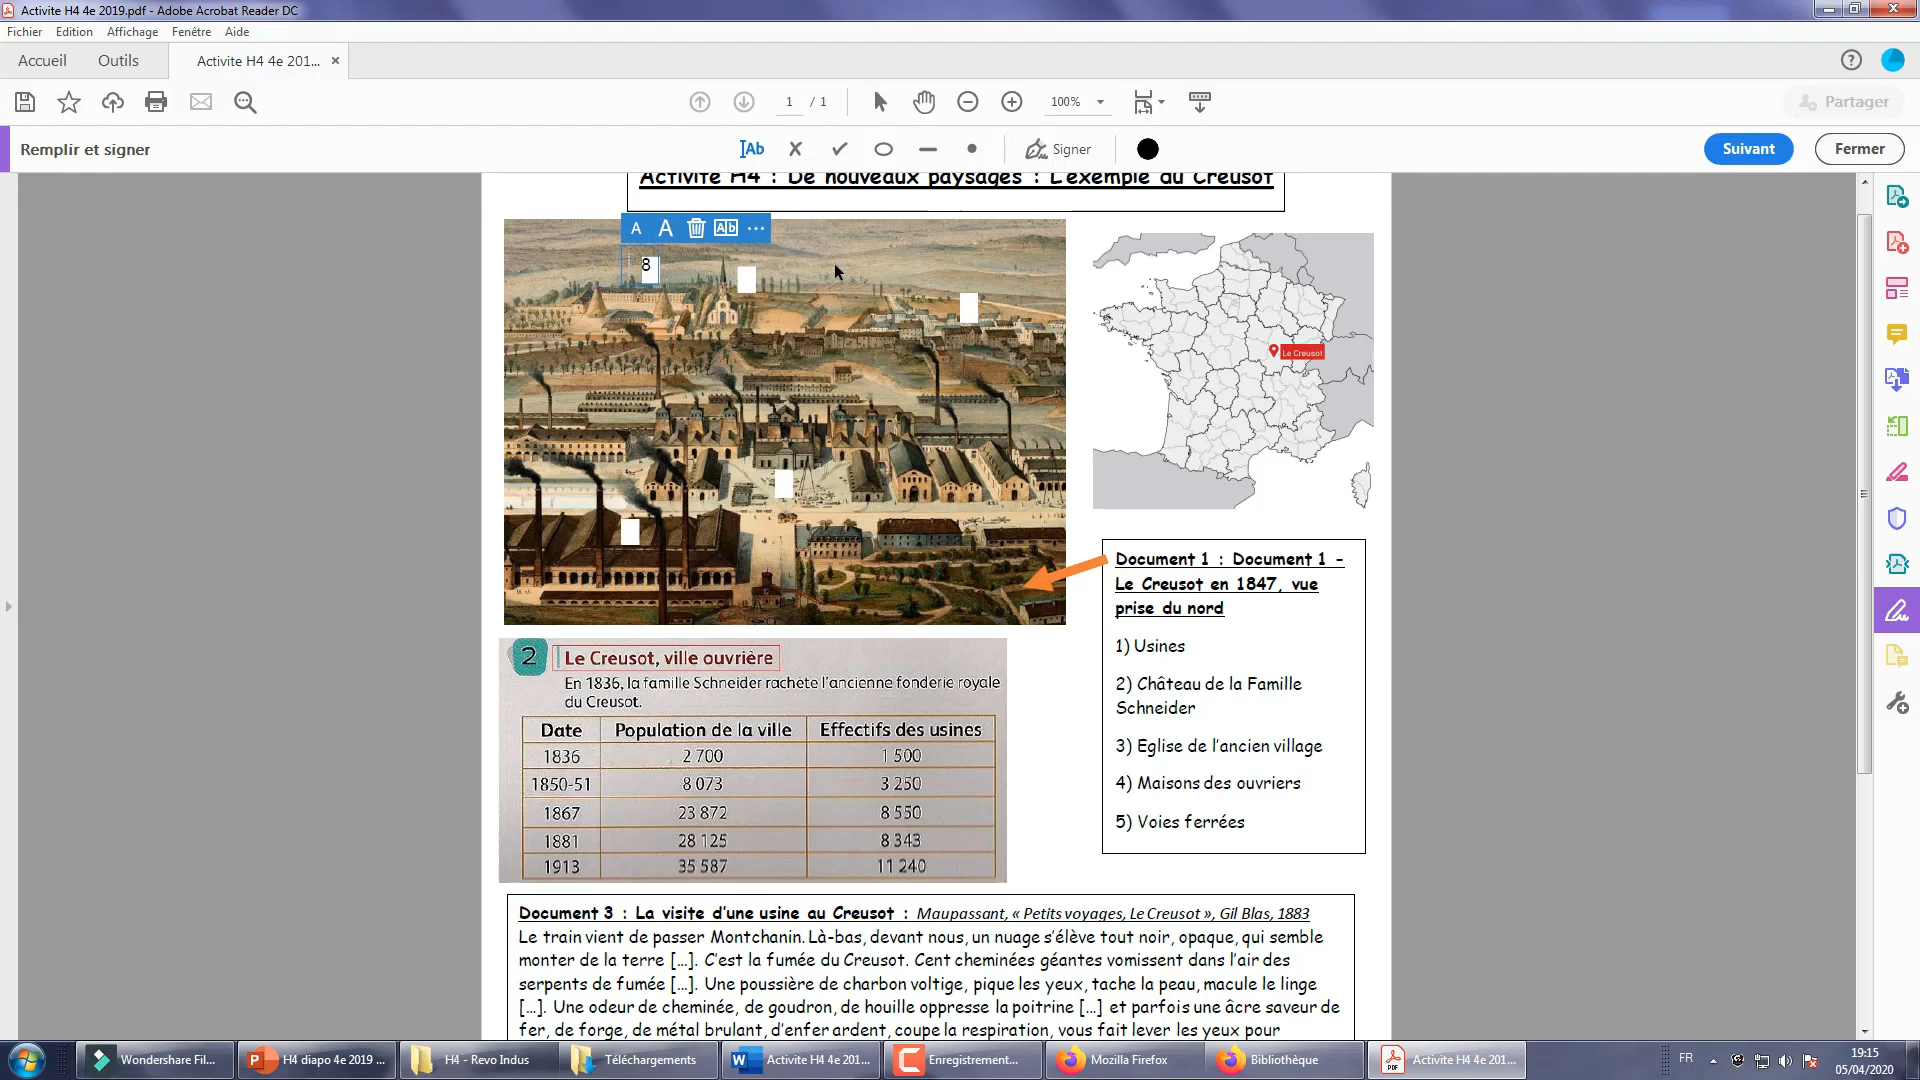 Activite H4 4e 2019.pdf - Adobe Acrobat Reader DC
Fichier Edition Affichage Fenêtre Aide
Accueil Outils Activite H4 4e 201... ×
1 / 1 100% Partager
Remplir et signer
Ab Signer Suivant Fermer
Activité H4 : De nouveaux paysages : L'exemple du Creusot
A A Ab ...
8
Le Creusot
Document 1 : Document 1 -
Le Creusot en 1847, vue
prise du nord
1) Usines
2) Château de la Famille
Schneider
3) Eglise de l'ancien village
4) Maisons des ouvriers
5) Voies ferrées
2 Le Creusot, ville ouvrière
En 1836, la famille Schneider rachète l'ancienne fonderie royale
du Creusot.
Date Population de la ville Effectifs des usines
1836 2 700 1 500
1850-51 8 073 3 250
1867 23 872 8 550
1881 28 125 8 343
1913 35 587 11 240
Document 3 : La visite d'une usine au Creusot : Maupassant, « Petits voyages, Le Creusot », Gil Blas, 1883
Le train vient de passer Montchanin. Là-bas, devant nous, un nuage s'élève tout noir, opaque, qui semble
monter de la terre [...]. C'est la fumée du Creusot. Cent cheminées géantes vomissent dans l'air des
serpents de fumée [...]. Une poussière de charbon voltige, pique les yeux, tache la peau, macule le linge
[...]. Une odeur de cheminée, de goudron, de houille oppresse la poitrine [...] et parfois une âcre saveur de
fer, de forge, de métal brulant, d'enfer ardent, coupe la respiration, vous fait lever les yeux pour
Wondershare Fil... H4 diapo 4e 2019 ... H4 - Revo Indus Téléchargements Activite H4 4e 201... Enregistrement... Mozilla Firefox Bibliothèque Activite H4 4e 201... FR 19:15
05/04/2020